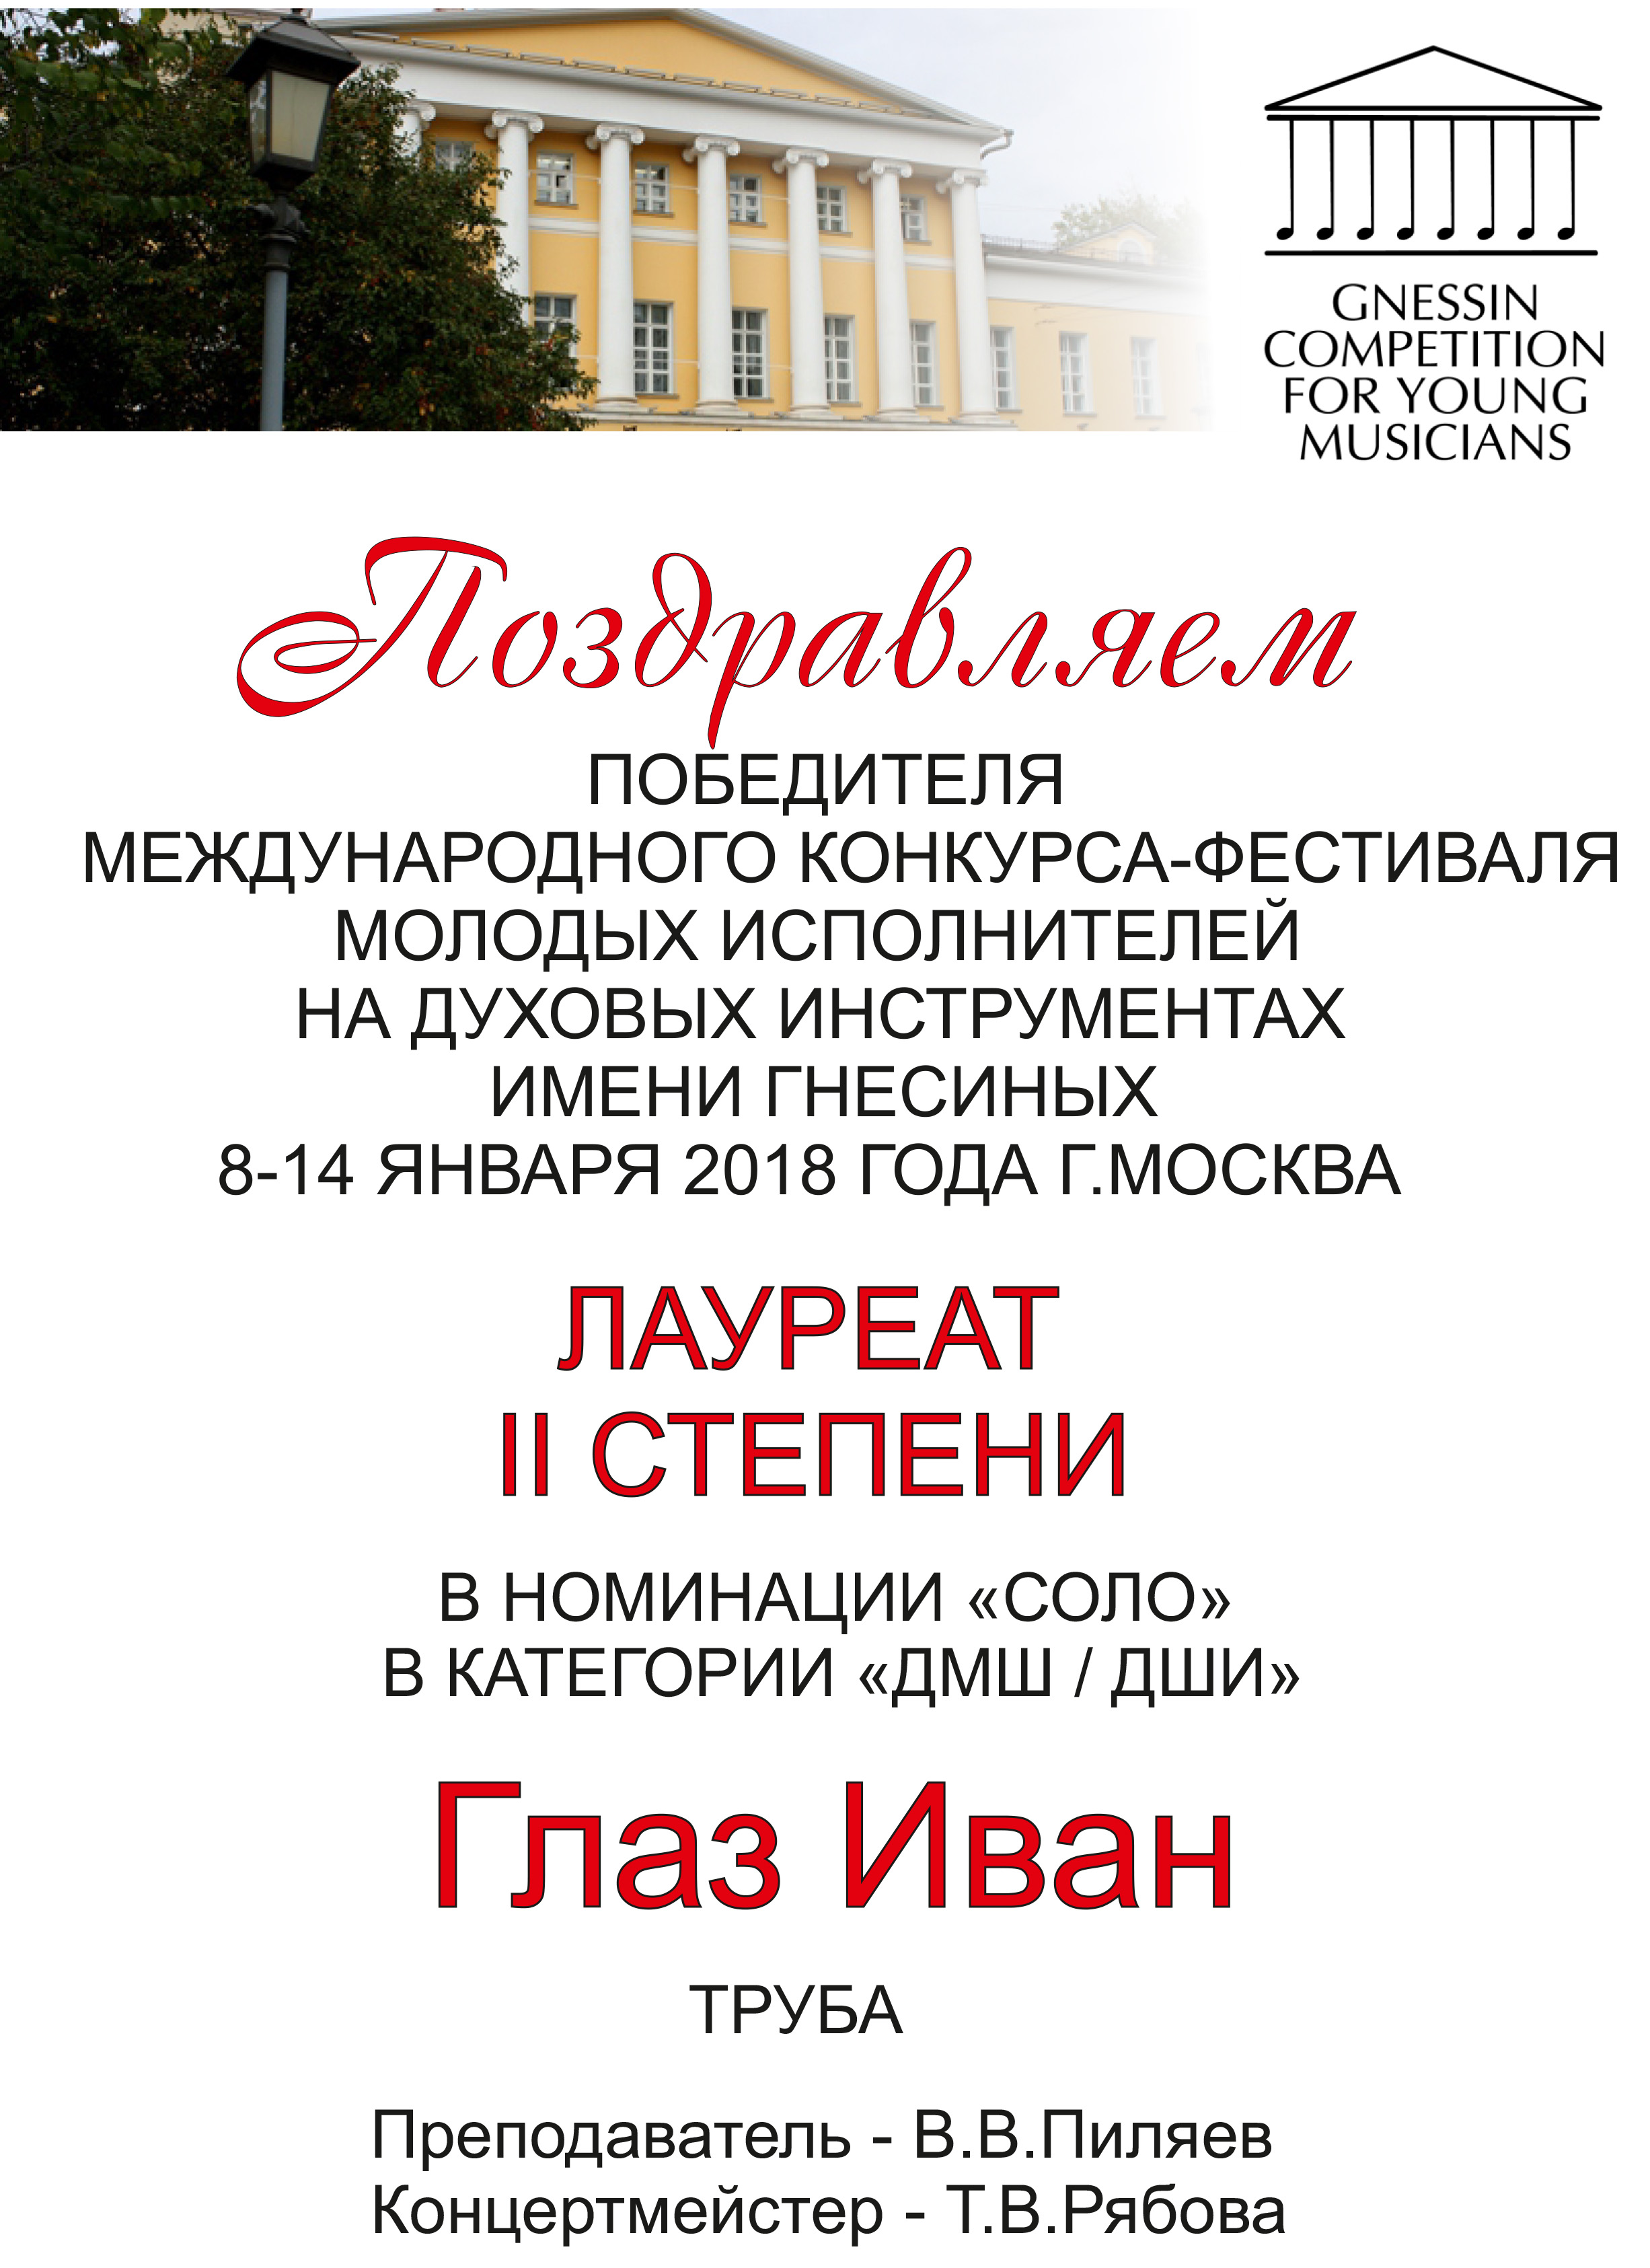 GNESSIN
COMPETITION
FOR YOUNG
MUSICIANS
Поздравляем
ПОБЕДИТЕЛЯ
МЕЖДУНАРОДНОГО КОНКУРСА-ФЕСТИВАЛЯ
МОЛОДЫХ ИСПОЛНИТЕЛЕЙ
НА ДУХОВЫХ ИНСТРУМЕНТАХ
ИМЕНИ ГНЕСИНЫХ
8-14 ЯНВАРЯ 2018 ГОДА Г.МОСКВА
ЛАУРЕАТ
II СТЕПЕНИ
В НОМИНАЦИИ «СОЛО»
В КАТЕГОРИИ «ДМШ / ДШИ»
Глаз Иван
ТРУБА
Преподаватель - В.В.Пиляев
Концертмейстер - Т.В.Рябова